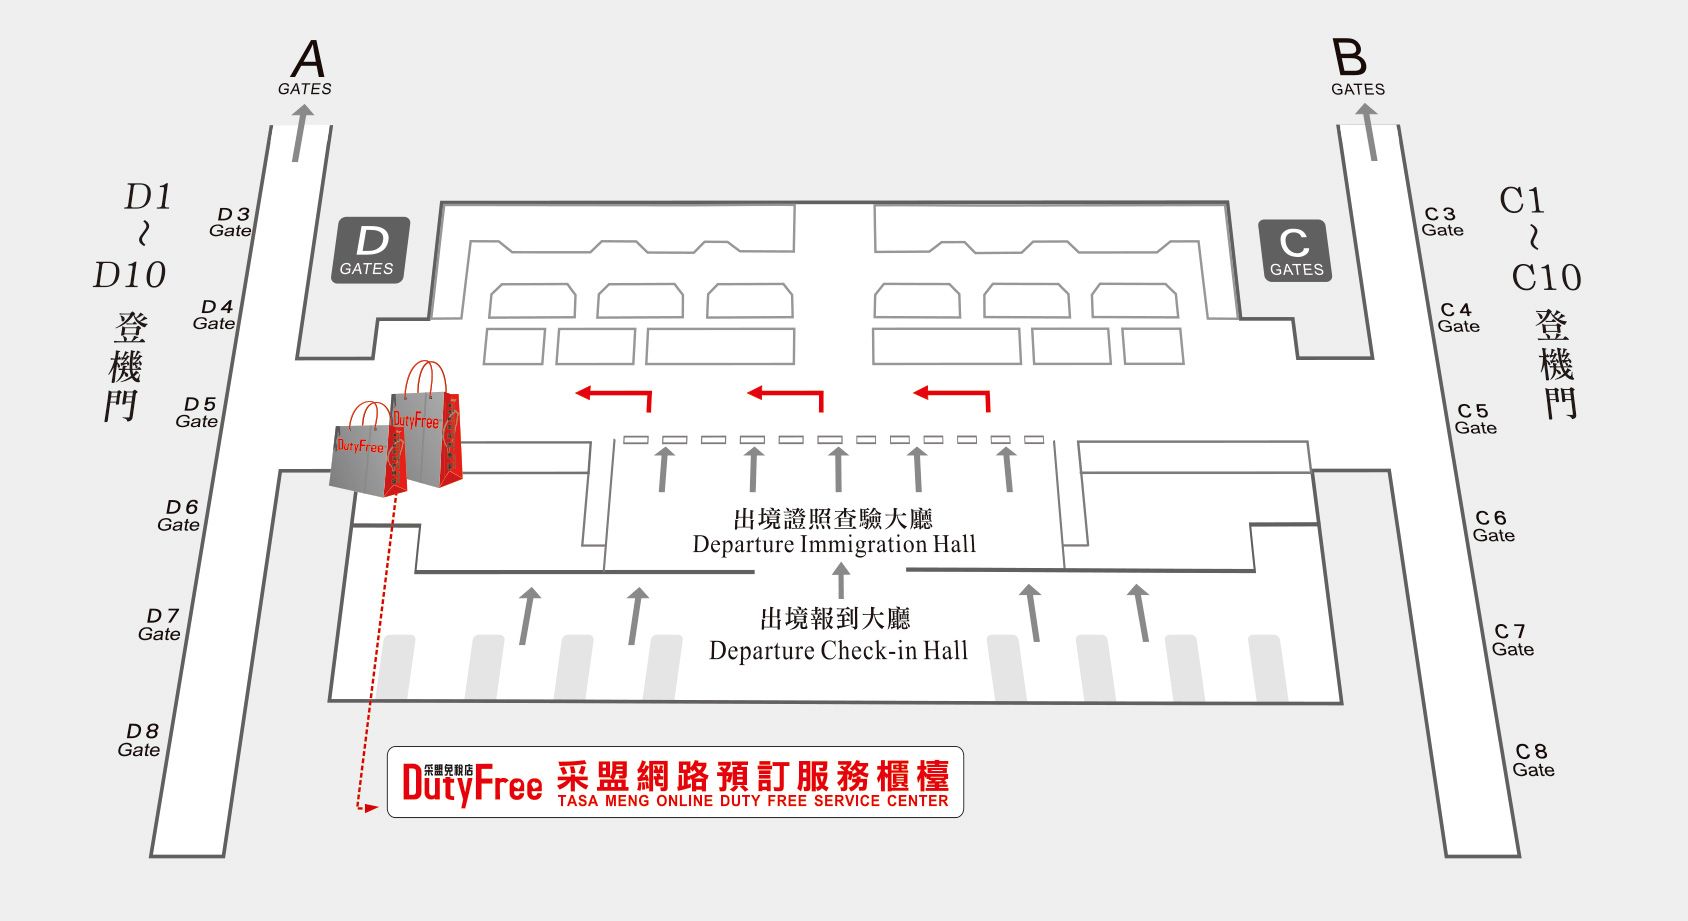 A
GATES
B
GATES
D1
~
D10
登
機
門
D3
Gate
D
GATES
C
GATES
C3
Gate
C1
~
C10
登
機
門
D4
Gate
C4
Gate
D5
Gate
DutyFree
DutyFree
C5
Gate
D6
Gate
出境證照查驗大廳
Departure Immigration Hall
C6
Gate
出境報到大廳
Departure Check-in Hall
D7
Gate
C7
Gate
D8
Gate
C8
Gate
采盟免稅店
DutyFree
采盟網路預訂服務櫃檯
TASA MENG ONLINE DUTY FREE SERVICE CENTER